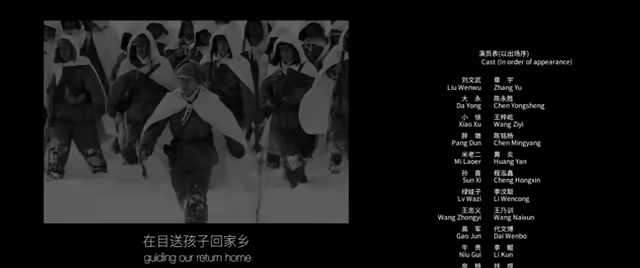 在目送孩子回家乡
guiding our return home
演员表(以出场序)
Cast (In order of appearance)
刘文武 章 宇
Liu Wenwu Zhang Yu
大 永 陈永胜
Da Yong Chen Yongsheng
小 徐 王梓屹
Xiao Xu Wang Ziyi
胖 墩 陈铭杨
Pang Dun Chen Mingyang
米老二 黄 炎
Mi Laoer Huang Yan
孙 喜 程泓鑫
Sun Xi Cheng Hongxin
绿娃子 李汶聪
Lv Wazi Li Wencong
王忠义 王乃训
Wang Zhongyi Wang Naixun
高 军 代文博
Gao Jun Dai Wenbo
牛 贵 李 鲲
Niu Gui Li Kun